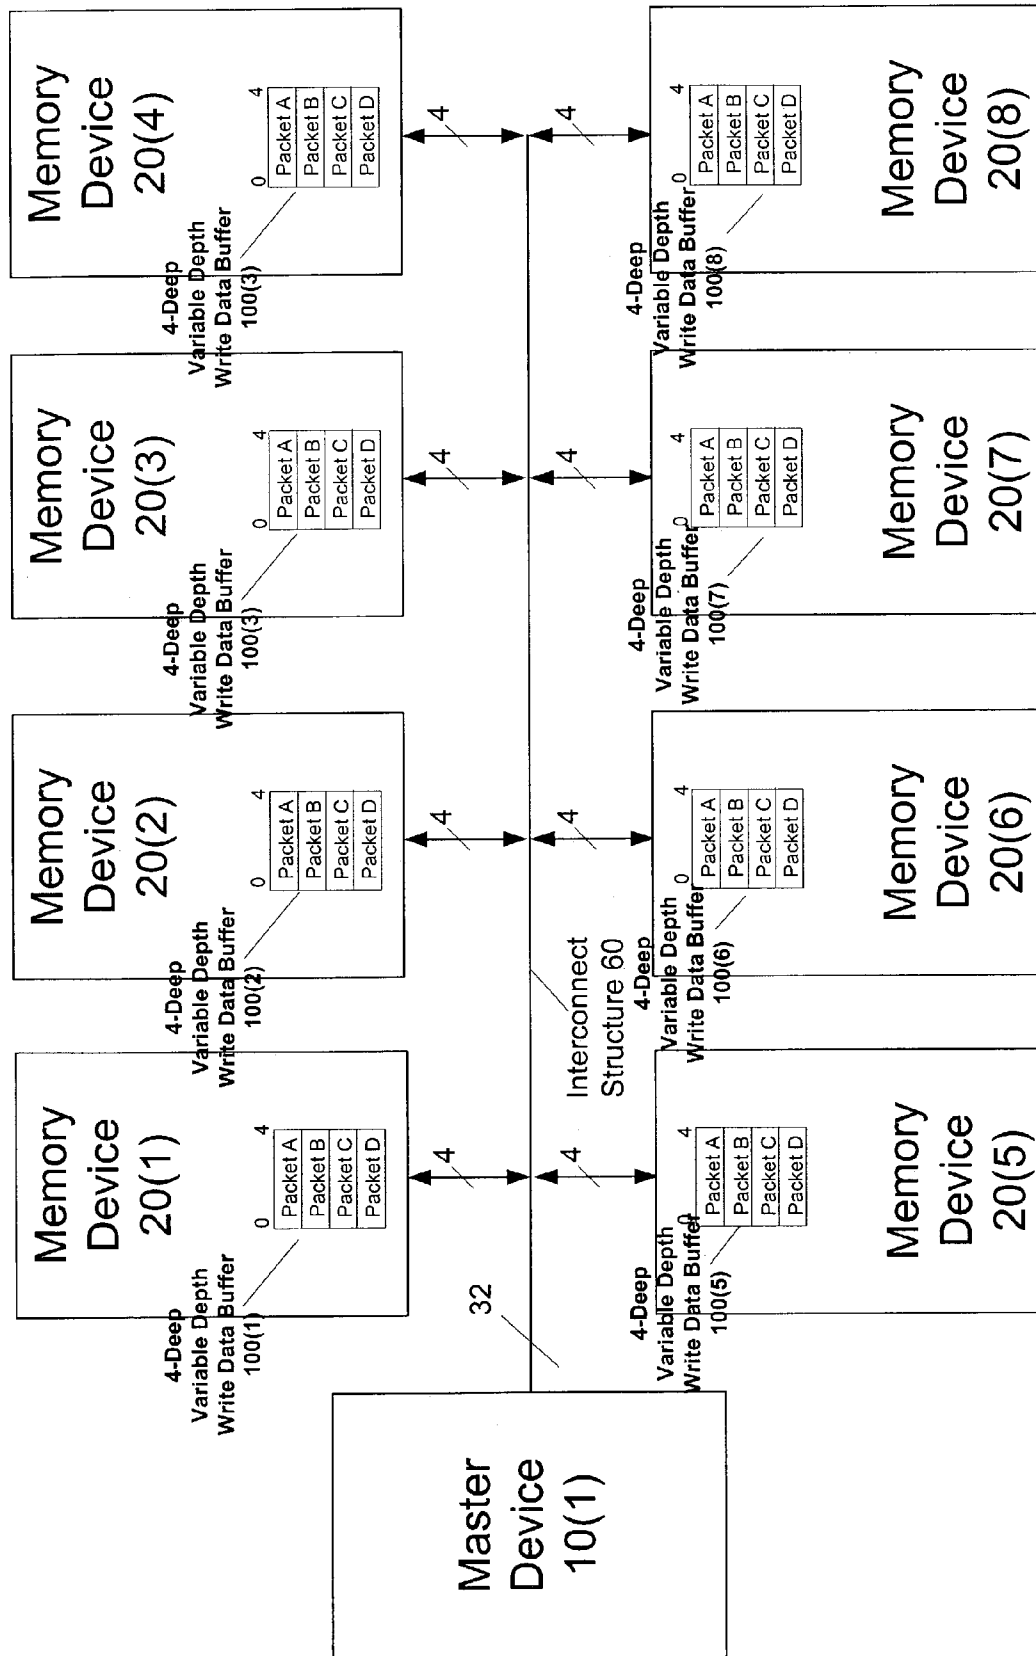 Master
Device
10(1)
32
Interconnect
Structure 60
Memory
Device
20(1)
4-Deep
Variable Depth
Write Data Buffer
100(1)
0
4
Packet A
Packet B
Packet C
Packet D
4
Memory
Device
20(2)
4-Deep
Variable Depth
Write Data Buffer
100(2)
0
4
Packet A
Packet B
Packet C
Packet D
4
Memory
Device
20(3)
4-Deep
Variable Depth
Write Data Buffer
100(3)
0
4
Packet A
Packet B
Packet C
Packet D
4
Memory
Device
20(4)
4-Deep
Variable Depth
Write Data Buffer
100(3)
0
4
Packet A
Packet B
Packet C
Packet D
4
4
4-Deep
Variable Depth
Write Data Buffer
100(5)
0
4
Packet A
Packet B
Packet C
Packet D
Memory
Device
20(5)
4
4-Deep
Variable Depth
Write Data Buffer
100(6)
0
4
Packet A
Packet B
Packet C
Packet D
Memory
Device
20(6)
4
4-Deep
Variable Depth
Write Data Buffer
100(7)
0
4
Packet A
Packet B
Packet C
Packet D
Memory
Device
20(7)
4
4-Deep
Variable Depth
Write Data Buffer
100(8)
0
4
Packet A
Packet B
Packet C
Packet D
Memory
Device
20(8)